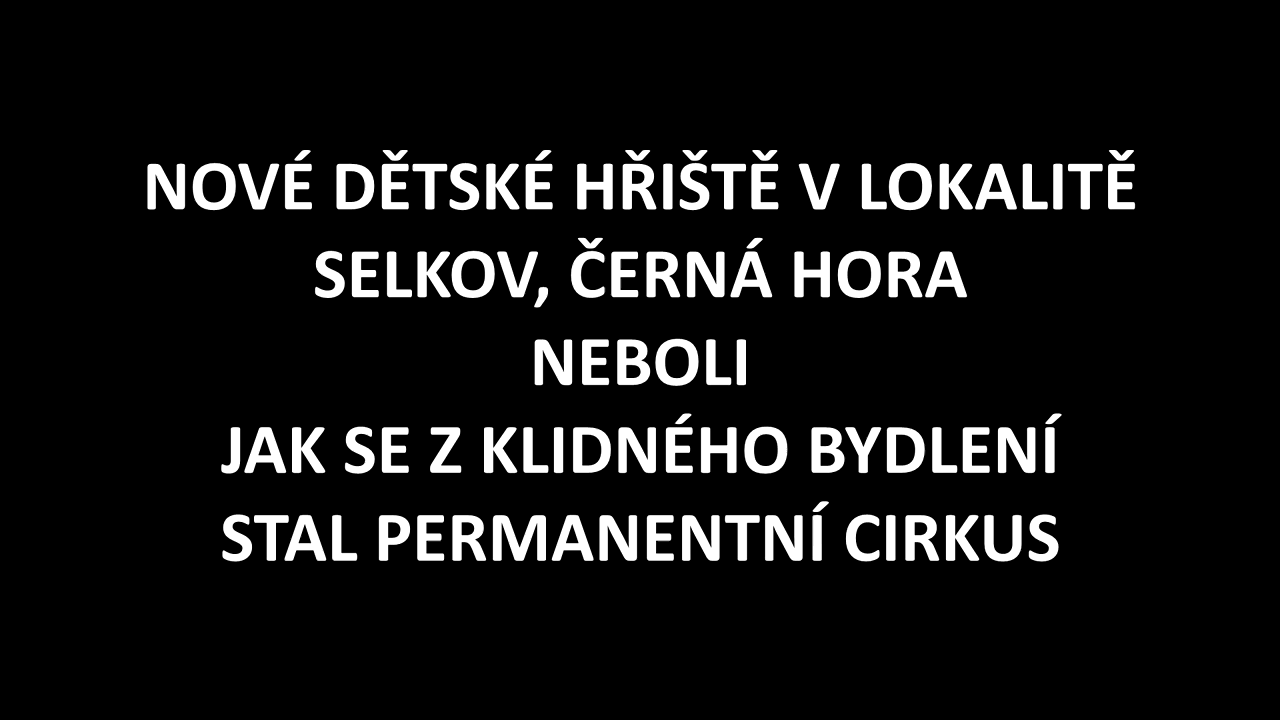 NOVÉ DĚTSKÉ HŘIŠTĚ V LOKALITĚ
SELKOV, ČERNÁ HORA
NEBOLI
JAK SE Z KLIDNÉHO BYDLENÍ
STAL PERMANENTNÍ CIRKUS